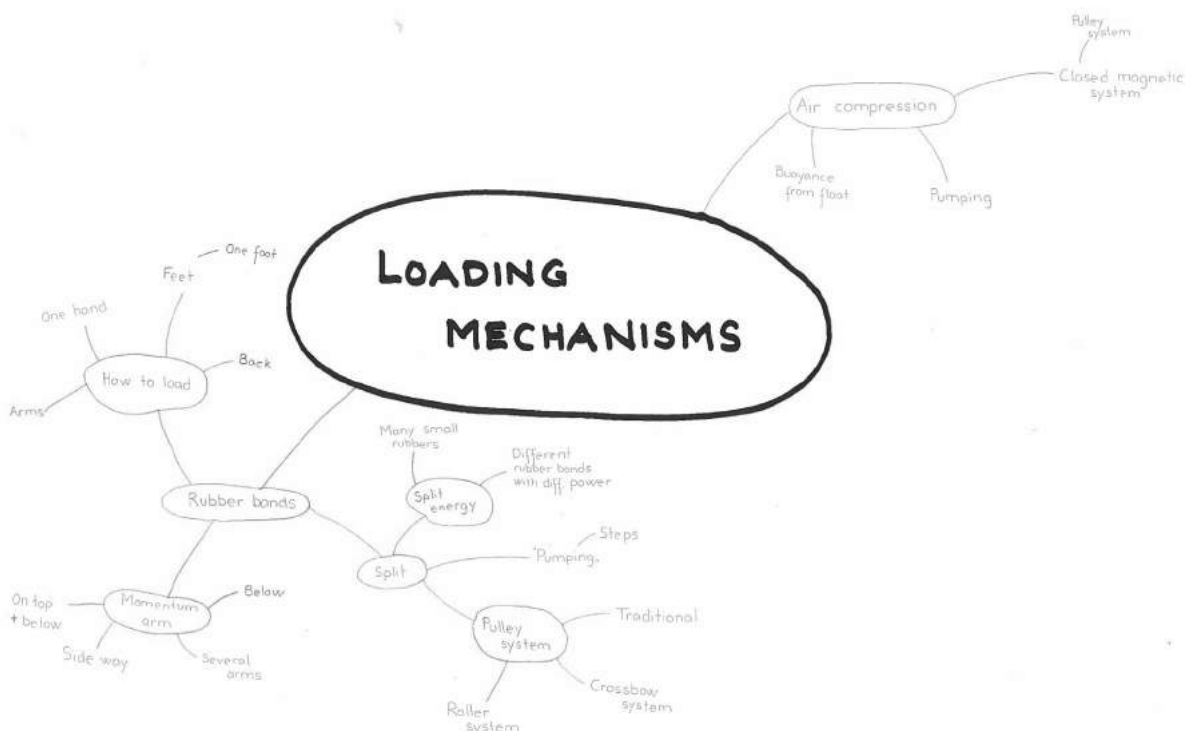 LOADING
MECHANISMS
Air compression
Pulley
system
Closed magnatic
system
Buoyance
from float
Pumping
Rubber bands
How to load
One hand
Feet
One foot
Back
Arms
Momentum
arm
Below
On top
+ below
Side way
Several
arms
Split
Split
energy
Many small
rubbers
Different
rubber bands
with diff. power
"Pumping"
Steps
Pulley
system
Traditional
Crossbow
system
Roller
system